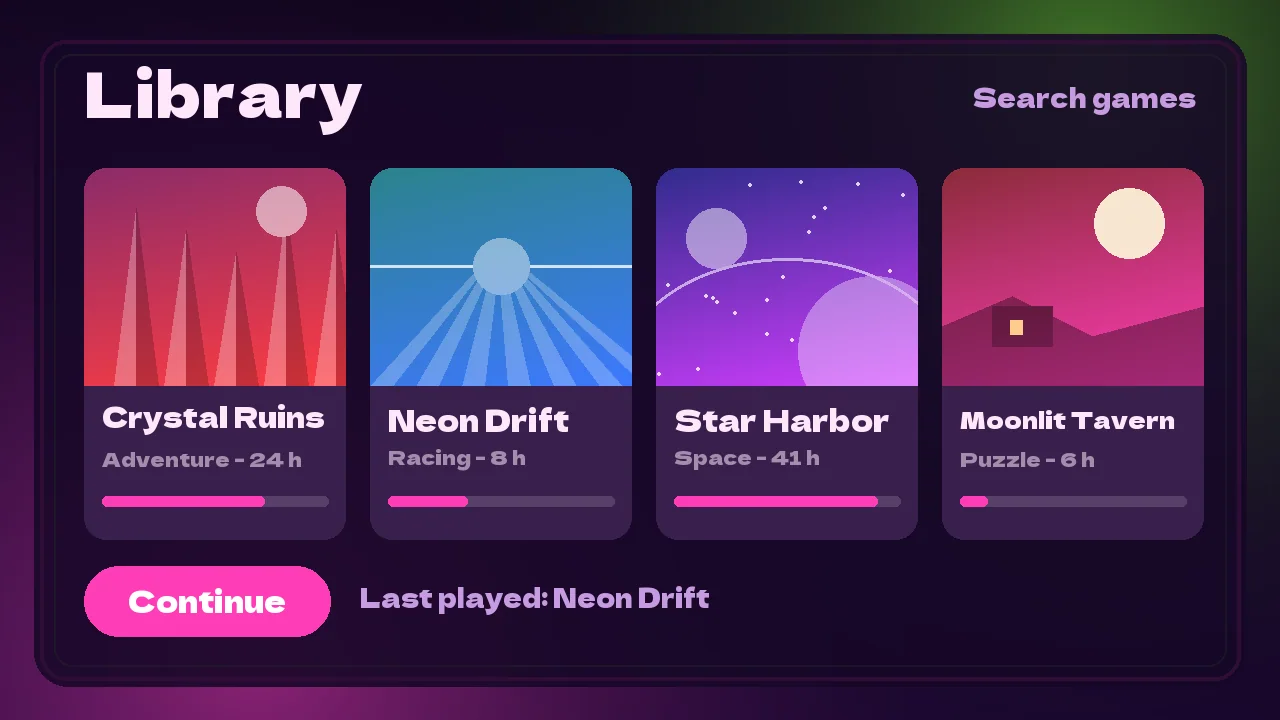 Library
Search games
Crystal Ruins
Adventure - 24 h
Neon Drift
Racing - 8 h
Star Harbor
Space - 41 h
Moonlit Tavern
Puzzle - 6 h
Continue
Last played: Neon Drift